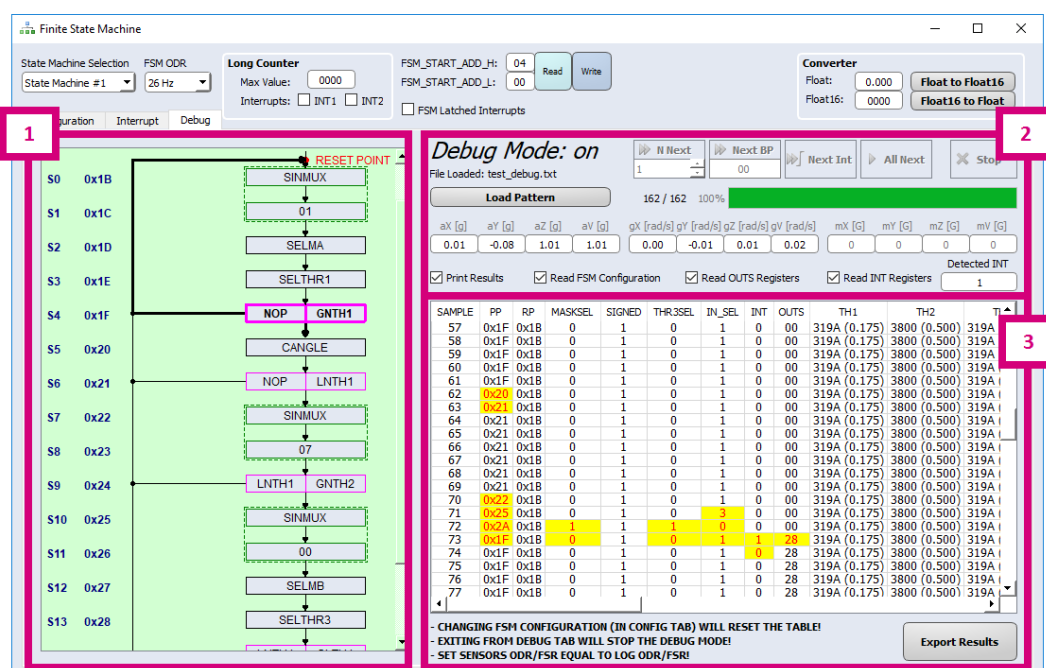 Finite State Machine
State Machine Selection FSM ODR
State Machine #1 26 Hz
Long Counter
Max Value: 0000
Interrupts: INT1 INT2
FSM_START_ADD_H: 04
FSM_START_ADD_L: 00
Read Write
FSM Latched Interrupts
Converter
Float: 0.000 Float to Float16
Float16: 0000 Float16 to Float
Interrupt Debug
1
RESET POINT
S0 0x1B SINMUX
S1 0x1C 01
S2 0x1D SELMA
S3 0x1E SELTHR1
S4 0x1F NOP GNTH1
S5 0x20 CANGLE
S6 0x21 NOP LNTH1
S7 0x22 SINMUX
S8 0x23 07
S9 0x24 LNTH1 GNTH2
S10 0x25 SINMUX
S11 0x26 00
S12 0x27 SELMB
S13 0x28 SELTHR3
2
Debug Mode: on
File Loaded: test_debug.txt
N Next Next BP Next Int All Next Stop
1 00
Load Pattern 162 / 162 100%
aX [g] aY [g] aZ [g] aV [g] gX [rad/s] gY [rad/s] gZ [rad/s] gV [rad/s] mX [G] mY [G] mZ [G] mV [G]
0.01 -0.08 1.01 1.01 0.00 -0.01 0.01 0.02 0 0 0 0
Print Results Read FSM Configuration Read OUTS Registers Read INT Registers Detected INT
1
3
SAMPLE PP RP MASKSEL SIGNED THR3SEL IN_SEL INT OUTS TH1 TH2
57 0x1F 0x1B 0 1 0 1 0 00 319A (0.175) 3800 (0.500) 319A
58 0x1F 0x1B 0 1 0 1 0 00 319A (0.175) 3800 (0.500) 319A
59 0x1F 0x1B 0 1 0 1 0 00 319A (0.175) 3800 (0.500) 319A
60 0x1F 0x1B 0 1 0 1 0 00 319A (0.175) 3800 (0.500) 319A
61 0x1F 0x1B 0 1 0 1 0 00 319A (0.175) 3800 (0.500) 319A
62 0x20 0x1B 0 1 0 1 0 00 319A (0.175) 3800 (0.500) 319A (
63 0x21 0x1B 0 1 0 1 0 00 319A (0.175) 3800 (0.500) 319A (
64 0x21 0x1B 0 1 0 1 0 00 319A (0.175) 3800 (0.500) 319A (
65 0x21 0x1B 0 1 0 1 0 00 319A (0.175) 3800 (0.500) 319A (
66 0x21 0x1B 0 1 0 1 0 00 319A (0.175) 3800 (0.500) 319A (
67 0x21 0x1B 0 1 0 1 0 00 319A (0.175) 3800 (0.500) 319A (
68 0x21 0x1B 0 1 0 1 0 00 319A (0.175) 3800 (0.500) 319A (
69 0x21 0x1B 0 1 0 1 0 00 319A (0.175) 3800 (0.500) 319A (
70 0x22 0x1B 0 1 0 1 0 00 319A (0.175) 3800 (0.500) 319A (
71 0x25 0x1B 0 1 0 3 0 00 319A (0.175) 3800 (0.500) 319A (
72 0x2A 0x1B 1 1 1 0 0 00 319A (0.175) 3800 (0.500) 319A (
73 0x1F 0x1B 0 1 0 1 1 28 319A (0.175) 3800 (0.500) 319A (
74 0x1F 0x1B 0 1 0 1 0 28 319A (0.175) 3800 (0.500) 319A (
75 0x1F 0x1B 0 1 0 1 0 28 319A (0.175) 3800 (0.500) 319A (
76 0x1F 0x1B 0 1 0 1 0 28 319A (0.175) 3800 (0.500) 319A (
77 0x1F 0x1B 0 1 0 1 0 28 319A (0.175) 3800 (0.500) 319A (
- CHANGING FSM CONFIGURATION (IN CONFIG TAB) WILL RESET THE TABLE!
- EXITING FROM DEBUG TAB WILL STOP THE DEBUG MODE!
- SET SENSORS ODR/FSR EQUAL TO LOG ODR/FSR!
Export Results